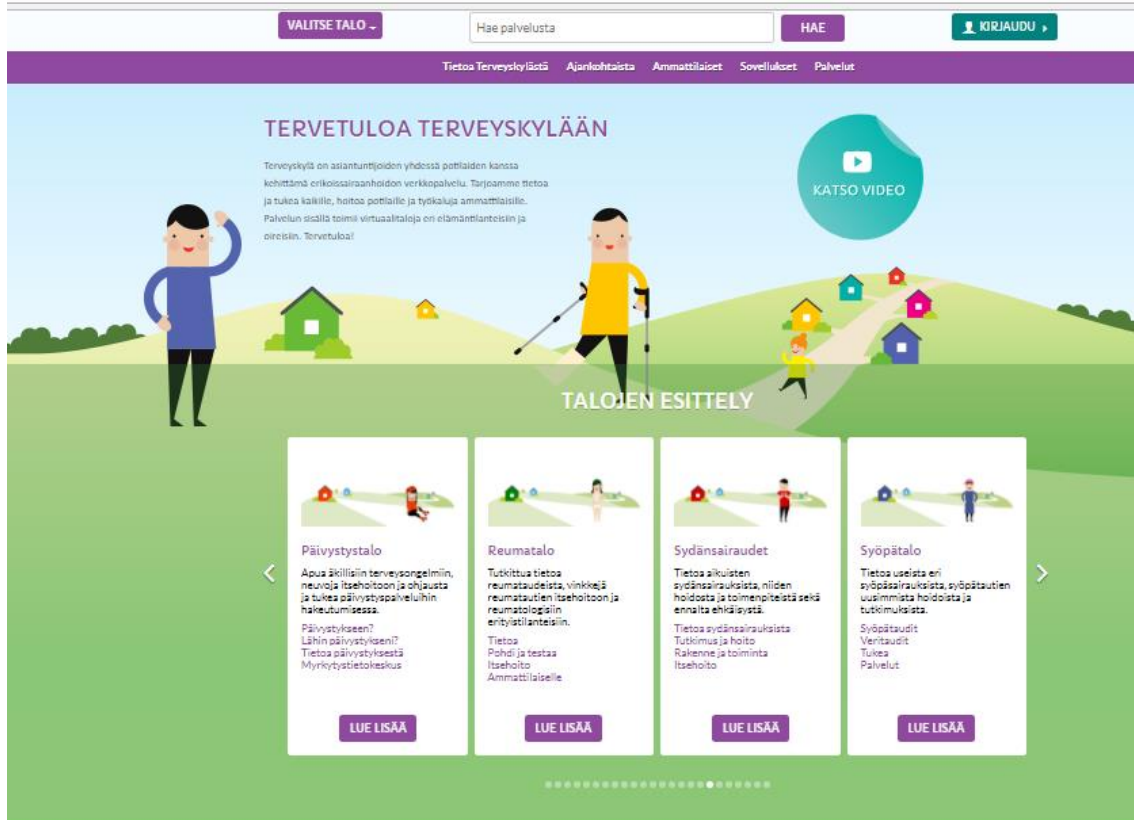 VALITSE TALO
Hae palvelusta
HAE
KIRJAUDU
Tietoa Terveyskylästä Ajankohtaista Ammattilaiset Sovellukset Palvelut
TERVETULOA TERVEYSKYLÄÄN
Terveyskylä on asiantuntijoiden yhdessä potilaiden kanssa
kehittämä erikoissairaanhoidon verkkopalvelu. Tarjoamme tietoa
ja tukea kaikille, hoitoa potilaille ja työkaluja ammattilaisille.
Palvelun sisällä toimii virtuaalitaloja eri elämäntilanteisiin ja
oireisiin. Tervetuloa!
KATSO VIDEO
TALOJEN ESITTELY
Päivystystalo
Apua äkillisiin terveysongelmiin,
neuvoja itsehoitoon ja ohjausta
ja tukea päivystyspalveluihin
hakeutumisessa.
Päivystykseen?
Lähin päivystykseni?
Tietoa päivystyksestä
Myrkytystietokeskus
LUE LISÄÄ
Reumatalo
Tutkittua tietoa
reumataudeista, vinkkejä
reumatautien itsehoitoon ja
reumatologisiin
erityistilanteisiin.
Tietoa
Pohdi ja testaa
Itsehoito
Ammattilaiselle
LUE LISÄÄ
Sydänsairaudet
Tietoa aikuisten
sydänsairauksista, niiden
hoidosta ja toimenpiteistä sekä
ennalta ehkäisystä.
Tietoa sydänsairauksista
Tutkimus ja hoito
Rakenne ja toiminta
Itsehoito
LUE LISÄÄ
Syöpätalo
Tietoa useista eri
syöpäsairauksista, syöpätautien
uusimmista hoidoista ja
tutkimuksista.
Syöpätaudit
Veritaudit
Tukea
Palvelut
LUE LISÄÄ